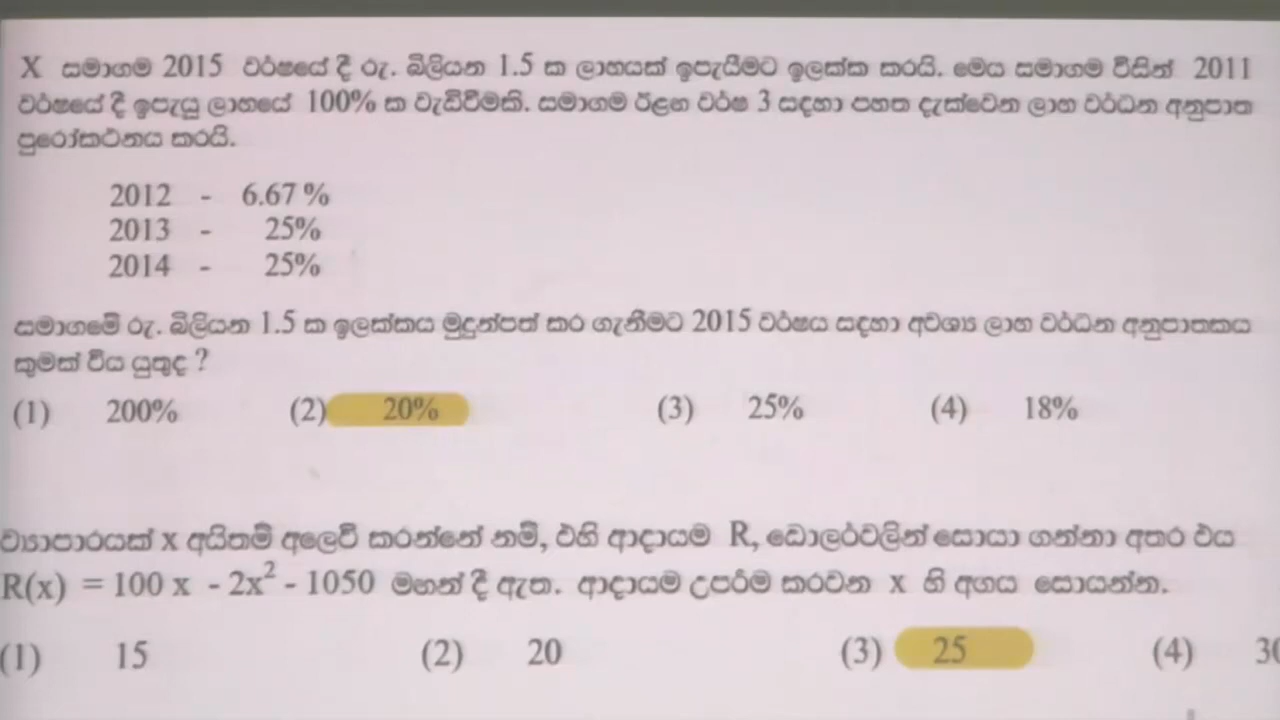 X සමාගම 2015 වර්ෂයේ දී රු. බිලියන 1.5 ක ලාභයක් ඉපැයීමට ඉලක්ක කරයි. මෙය සමාගම විසින් 2011
වර්ෂයේ දී ඉපැයු ලාභයේ 100% ක වැඩිවීමකි. සමාගම ඊළඟ වර්ෂ 3 සඳහා පහත දැක්වෙන ලාභ වර්ධන අනුපාත
පුරෝකථනය කරයි.
2012 - 6.67 %
2013 - 25%
2014 - 25%
සමාගමේ රු. බිලියන 1.5 ක ඉලක්කය මුදුන්පත් කර ගැනීමට 2015 වර්ෂය සඳහා අවශ්‍ය ලාභ වර්ධන අනුපාතකය
කුමක් විය යුතුද ?
(1) 200% (2) 20% (3) 25% (4) 18%
ව්‍යාපාරයක් x අයිතම් අලෙවි කරන්නේ නම්, එහි ආදායම R, ඩොලර්වලින් සොයා ගන්නා අතර එය
R(x) = 100 x - 2x² - 1050 මඟන් දී ඇත. ආදායම උපරිම කරවන x හි අගය සොයන්න.
(1) 15 (2) 20 (3) 25 (4) 30